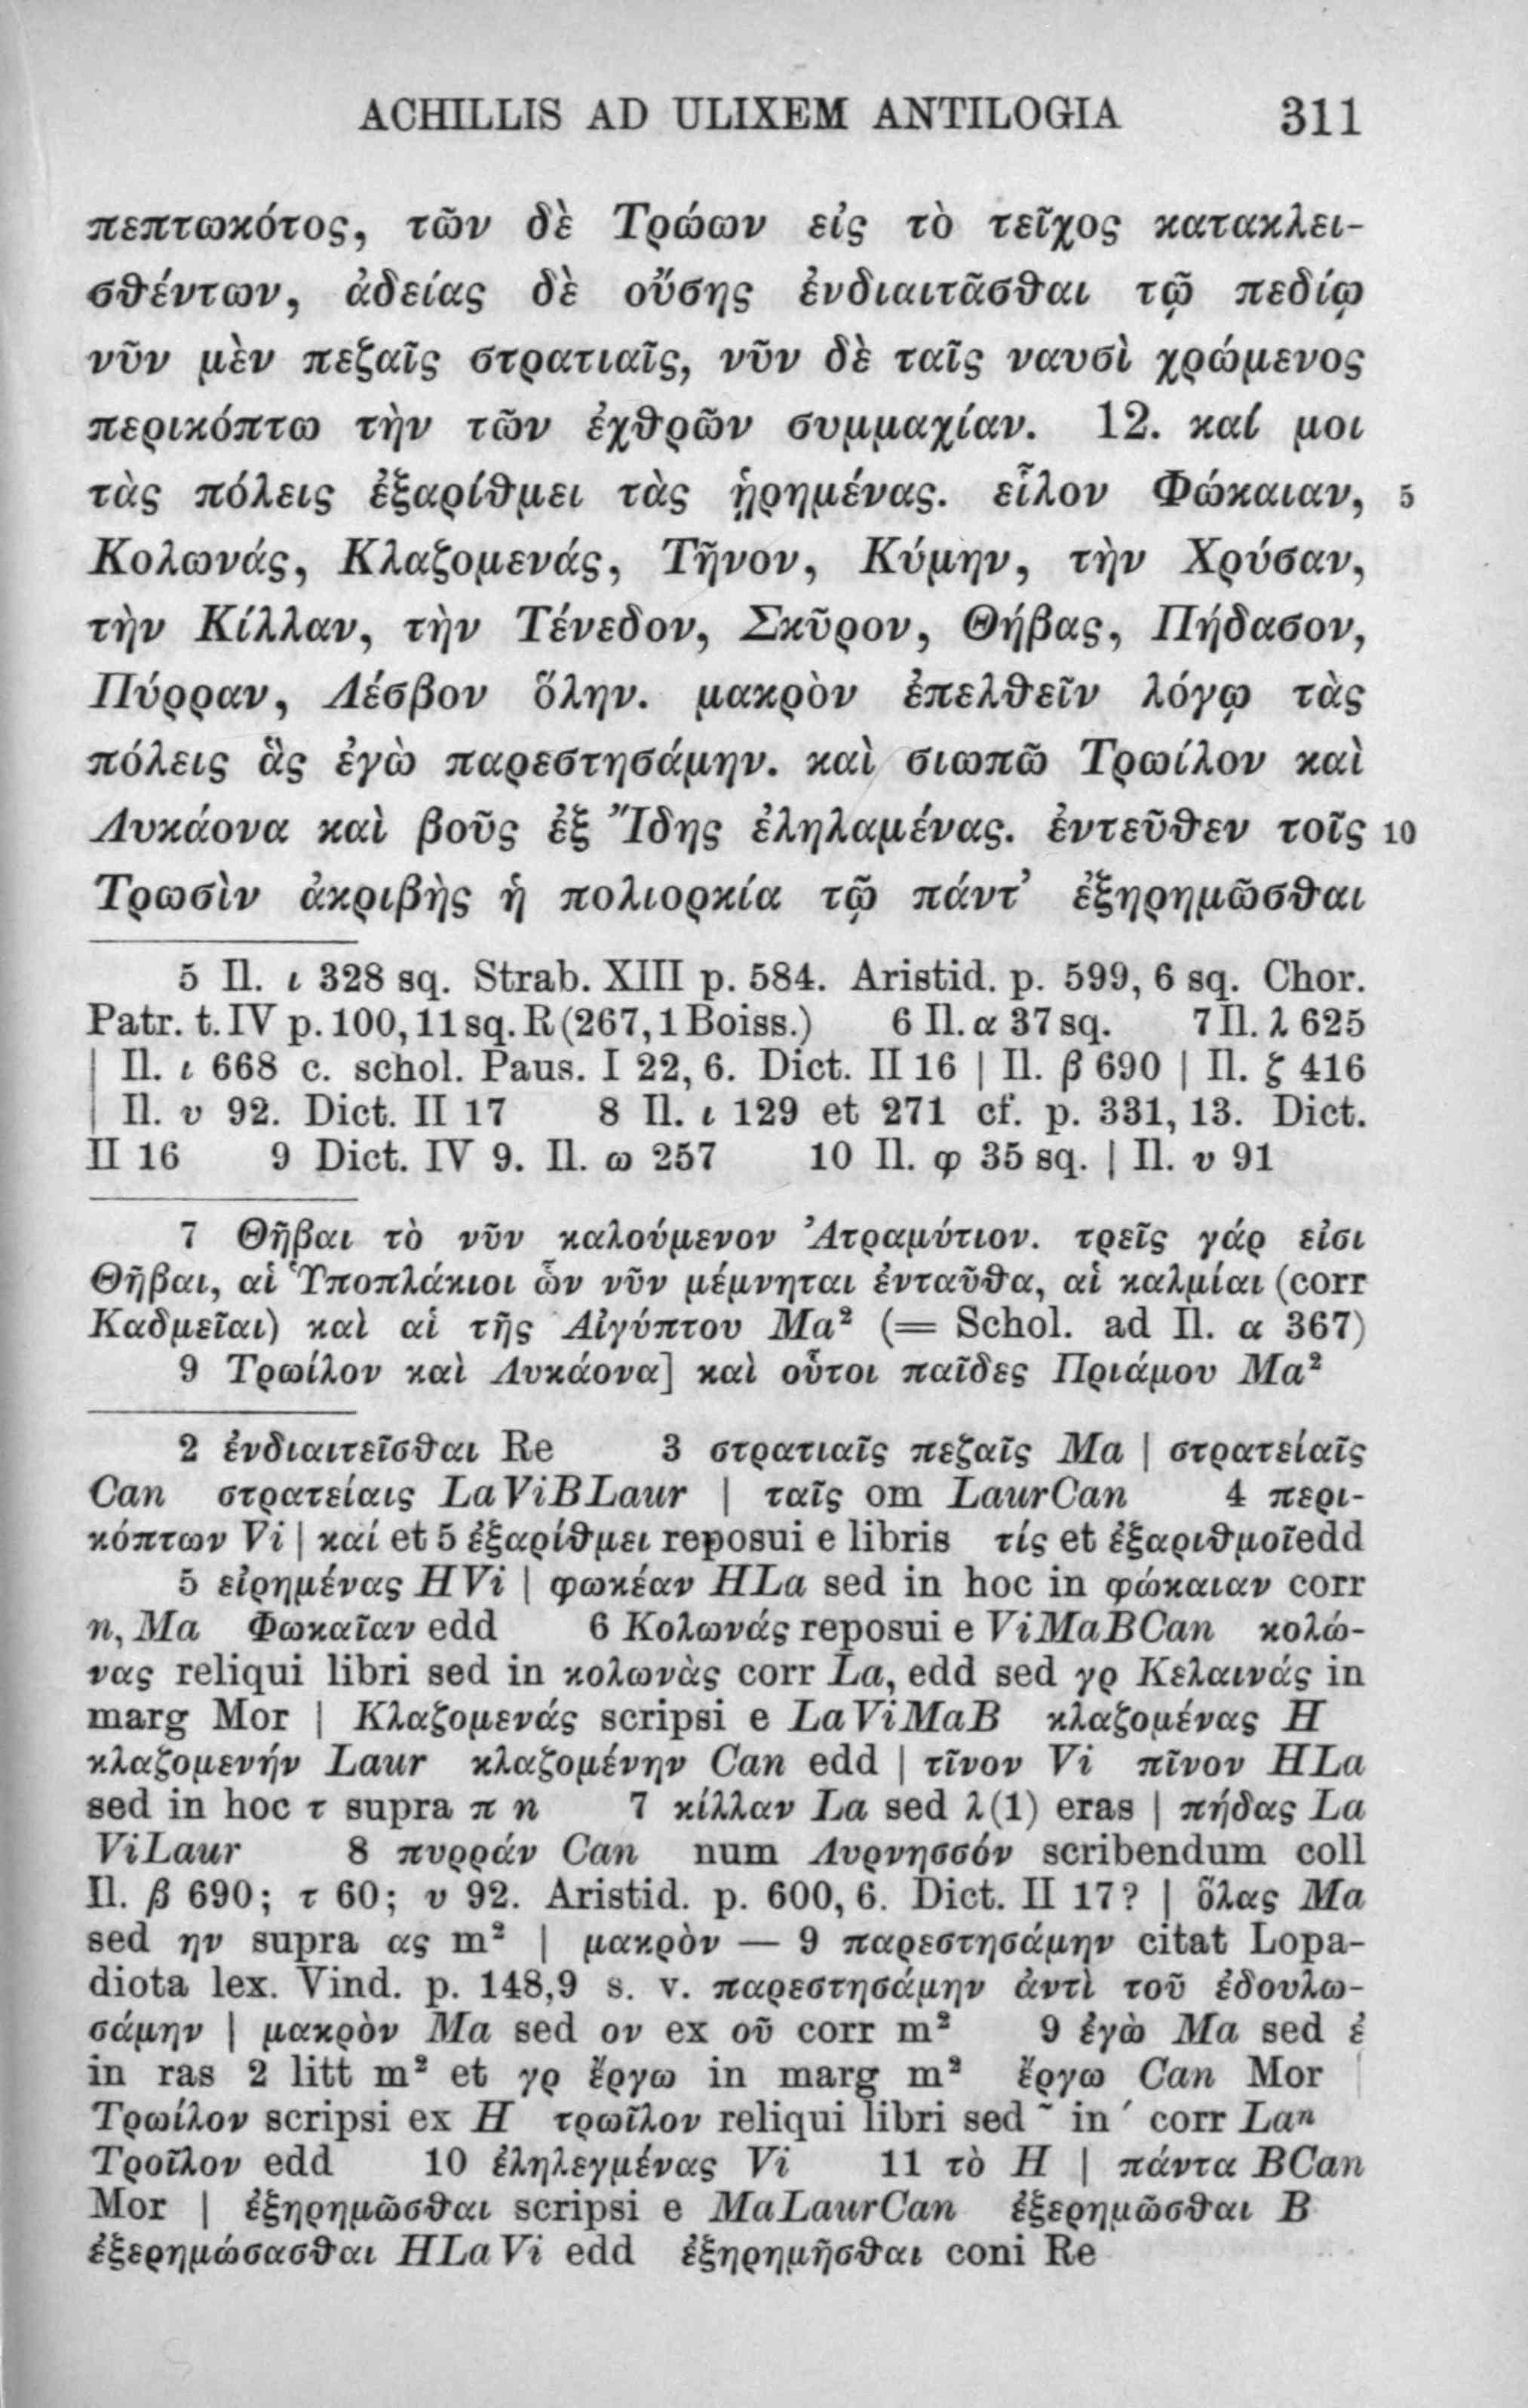 ACHILLIS AD ULIXEM ANTILOGIA 311
πεπτωκότος, τῶν δὲ Τρώων εἰς τὸ τεῖχος κατακλει-
σθέντων, ἀδείας δὲ οὔσης ἐνδιαιτᾶσθαι τῷ πεδίῳ
νῦν μὲν πεζαῖς στρατιαῖς, νῦν δὲ ταῖς ναυσὶ χρώμενος
περικόπτω τὴν τῶν ἐχθρῶν συμμαχίαν. 12. καί μοι
τὰς πόλεις ἐξαρίθμει τὰς ᾑρημένας. εἷλον Φώκαιαν, 5
Κολωνάς, Κλαζομενάς, Τῆνον, Κύμην, τὴν Χρύσαν,
τὴν Κίλλαν, τὴν Τένεδον, Σκῦρον, Θήβας, Πήδασον,
Πύρραν, Λέσβον ὅλην. μακρὸν ἐπελθεῖν λόγῳ τὰς
πόλεις ἃς ἐγὼ παρεστησάμην. καὶ σιωπῶ Τρωίλον καὶ
Λυκάονα καὶ βοῦς ἐξ Ἴδης ἐληλαμένας. ἐντεῦθεν τοῖς 10
Τρωσὶν ἀκριβὴς ἡ πολιορκία τῷ πάντ' ἐξηρημῶσθαι
5 Il. ι 328 sq. Strab. XIII p. 584. Aristid. p. 599, 6 sq. Chor.
Patr. t. IV p. 100, 11 sq. R (267, 1 Boiss.) 6 Il. α 37 sq. 7 Il. λ 625
| Il. ι 668 c. schol. Paus. I 22, 6. Dict. II 16 | Il. β 690 | Il. ζ 416
| Il. υ 92. Dict. II 17 8 Il. ι 129 et 271 cf. p. 331, 13. Dict.
II 16 9 Dict. IV 9. Il. ω 257 10 Il. φ 35 sq. | Il. υ 91
7 Θῆβαι τὸ νῦν καλούμενον Ἀτραμύτιον. τρεῖς γάρ εἰσι
Θῆβαι, αἱ Ὑποπλάκιοι ὧν νῦν μέμνηται ἐνταῦθα, αἱ καλμίαι (corr
Καδμεῖαι) καὶ αἱ τῆς Αἰγύπτου Ma² (= Schol. ad Il. α 367)
9 Τρωίλον καὶ Λυκάονα] καὶ οὗτοι παῖδες Πριάμου Ma²
2 ἐνδιαιτεῖσθαι Re 3 στρατιαῖς πεζαῖς Ma | στρατείαῖς
Can στρατείαις LaViBLaur | ταῖς om LaurCan 4 περι-
κόπτων Vi | καί et 5 ἐξαρίθμει reposui e libris τίς et ἐξαριθμοῖ edd
5 εἰρημένας HVi | φωκέαν HLa sed in hoc in φώκαιαν corr
n, Ma Φωκαῖαν edd 6 Κολωνάς reposui e ViMaBCan κολώ-
νας reliqui libri sed in κολωνὰς corr La, edd sed γρ Κελαινάς in
marg Mor | Κλαζομενάς scripsi e LaViMaB κλαζομένας H
κλαζομενήν Laur κλαζομένην Can edd | τῖνον Vi πῖνον HLa
sed in hoc τ supra π n 7 κίλλαν La sed λ(1) eras | πήδας La
ViLaur 8 πυρράν Can num Λυρνησσόν scribendum coll
Il. β 690; τ 60; υ 92. Aristid. p. 600, 6. Dict. II 17? | ὅλας Ma
sed ην supra ας m² | μακρὸν — 9 παρεστησάμην citat Lopa-
diota lex. Vind. p. 148,9 s. v. παρεστησάμην ἀντὶ τοῦ ἐδουλω-
σάμην | μακρὸν Ma sed ον ex οῦ corr m² 9 ἐγὼ Ma sed ἐ
in ras 2 litt m² et γρ ἔργω in marg m² ἔργω Can Mor |
Τρωίλον scripsi ex H τρωῖλον reliqui libri sed ῀ in ´ corr Laⁿ
Τροῖλον edd 10 ἐληλεγμένας Vi 11 τὸ H | πάντα BCan
Mor | ἐξηρημῶσθαι scripsi e MaLaurCan ἐξερημῶσθαι B
ἐξερημώσασθαι HLaVi edd ἐξηρημῆσθαι coni Re